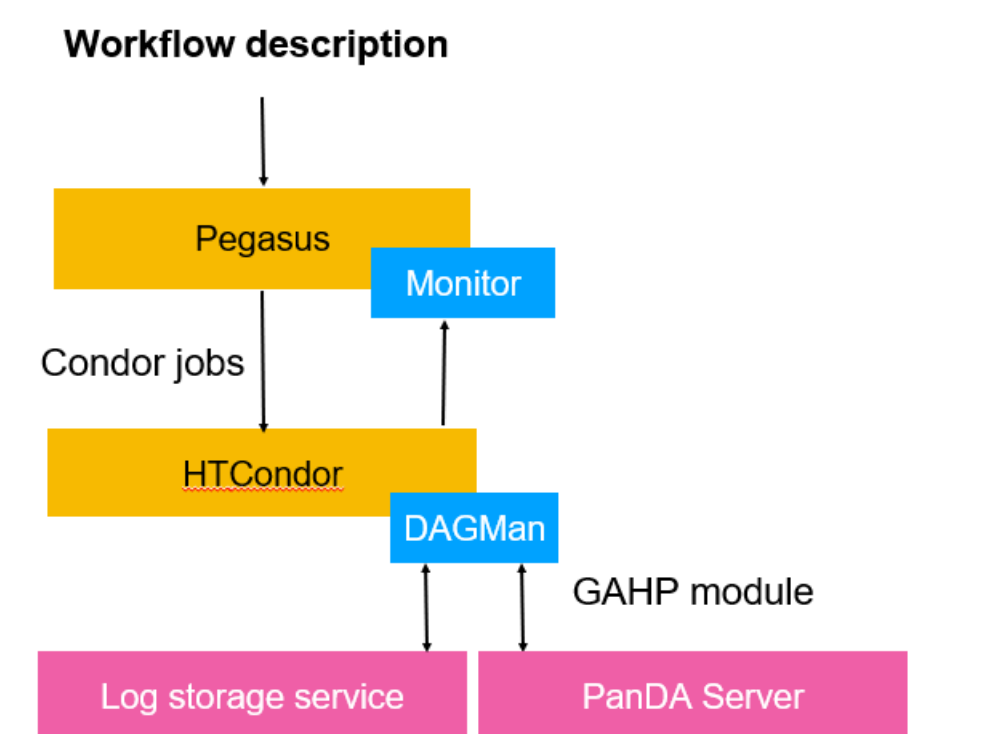 Workflow description
Pegasus
Monitor
Condor jobs
HTCondor
DAGMan
GAHP module
Log storage service
PanDA Server